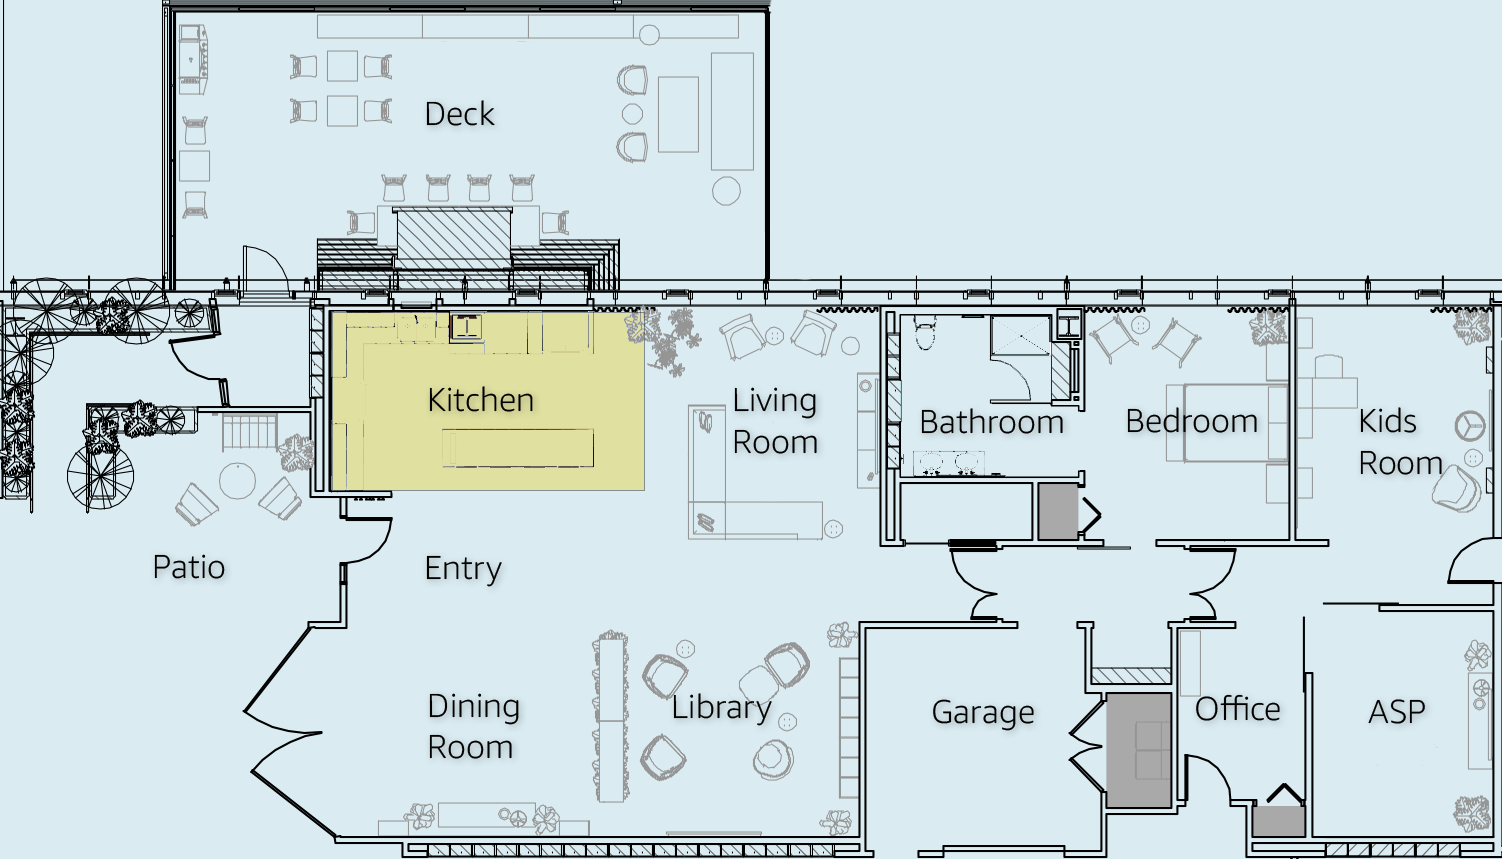 Deck
Kitchen
Living
Room
Bathroom
Bedroom
Kids
Room
Patio
Entry
Dining
Room
Library
Garage
Office
ASP